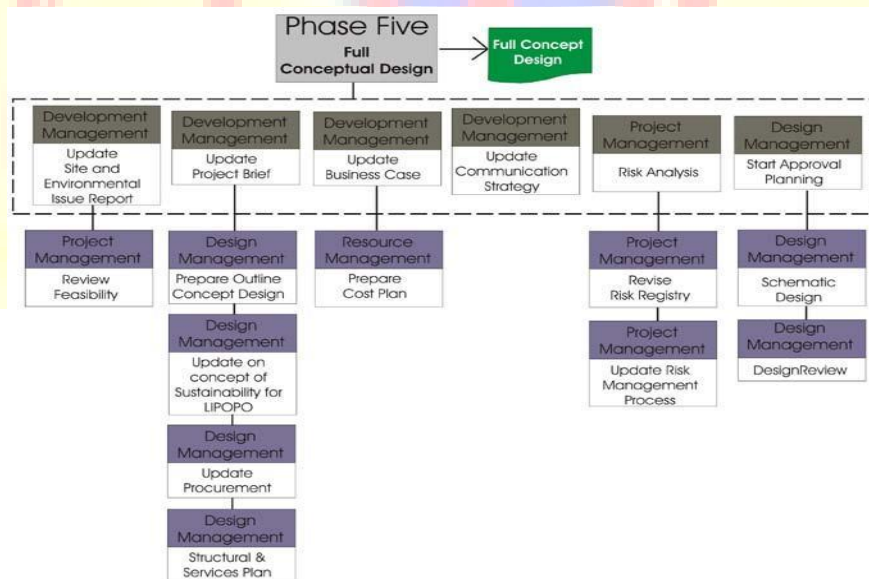 Phase Five
Full
Conceptual Design
Full Concept
Design
Development
Management
Update
Site and
Environmental
Issue Report
Development
Management
Update
Project Brief
Development
Management
Update
Business Case
Development
Management
Update
Communication
Strategy
Project
Management
Risk Analysis
Design
Management
Start Approval
Planning
Project
Management
Review
Feasibility
Design
Management
Prepare Outline
Concept Design
Resource
Management
Prepare
Cost Plan
Project
Management
Revise
Risk Registry
Design
Management
Schematic
Design
Design
Management
Update on
concept of
Sustainability for
LIPOPO
Project
Management
Update Risk
Management
Process
Design
Management
DesignReview
Design
Management
Update
Procurement
Design
Management
Structural &
Services Plan